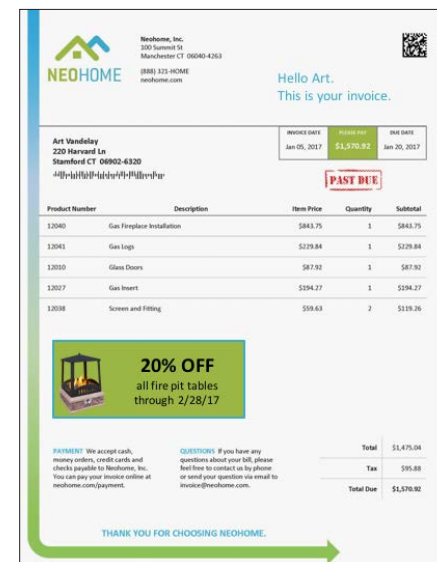 Neohome, Inc.
100 Summit St
Manchester CT 06040-4263
(888) 321-HOME
neohome.com
NEOHOME
Hello Art.
This is your invoice.
INVOICE DATE PLEASE PAY DUE DATE
Jan 05, 2017 $1,570.92 Jan 20, 2017
Art Vandelay
220 Harvard Ln
Stamford CT 06902-6320
PAST DUE
Product Number Description Item Price Quantity Subtotal
12040 Gas Fireplace Installation $843.75 1 $843.75
12041 Gas Logs $229.84 1 $229.84
12010 Glass Doors $87.92 1 $87.92
12027 Gas Insert $194.27 1 $194.27
12038 Screen and Fitting $59.63 2 $119.26
20% OFF
all fire pit tables
through 2/28/17
PAYMENT We accept cash,
money orders, credit cards and
checks payable to Neohome, Inc.
You can pay your invoice online at
neohome.com/payment.
QUESTIONS If you have any
questions about your bill, please
feel free to contact us by phone
or send your question via email to
invoice@neohome.com.
Total $1,475.04
Tax $95.88
Total Due $1,570.92
THANK YOU FOR CHOOSING NEOHOME.